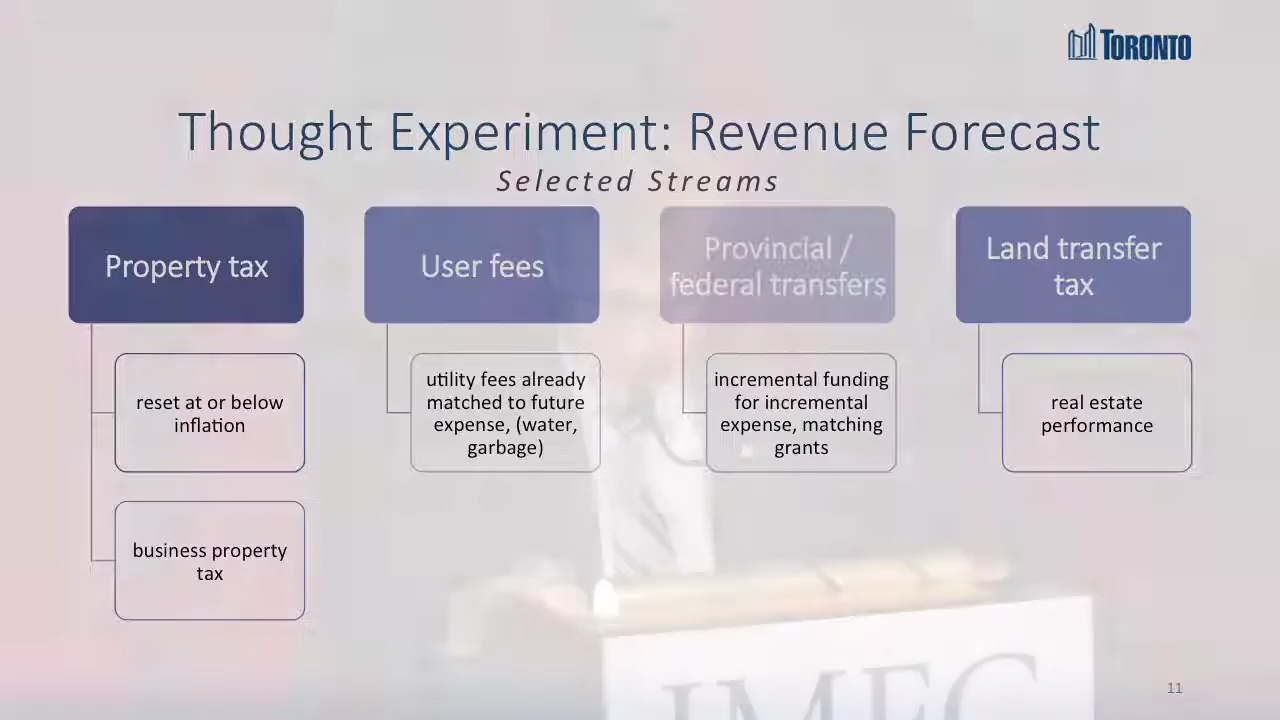 TORONTO
Thought Experiment: Revenue Forecast
Selected Streams
Property tax
reset at or below
inflation
business property
tax
User fees
utility fees already
matched to future
expense, (water,
garbage)
Provincial /
federal transfers
incremental funding
for incremental
expense, matching
grants
Land transfer
tax
real estate
performance
IMFG
11